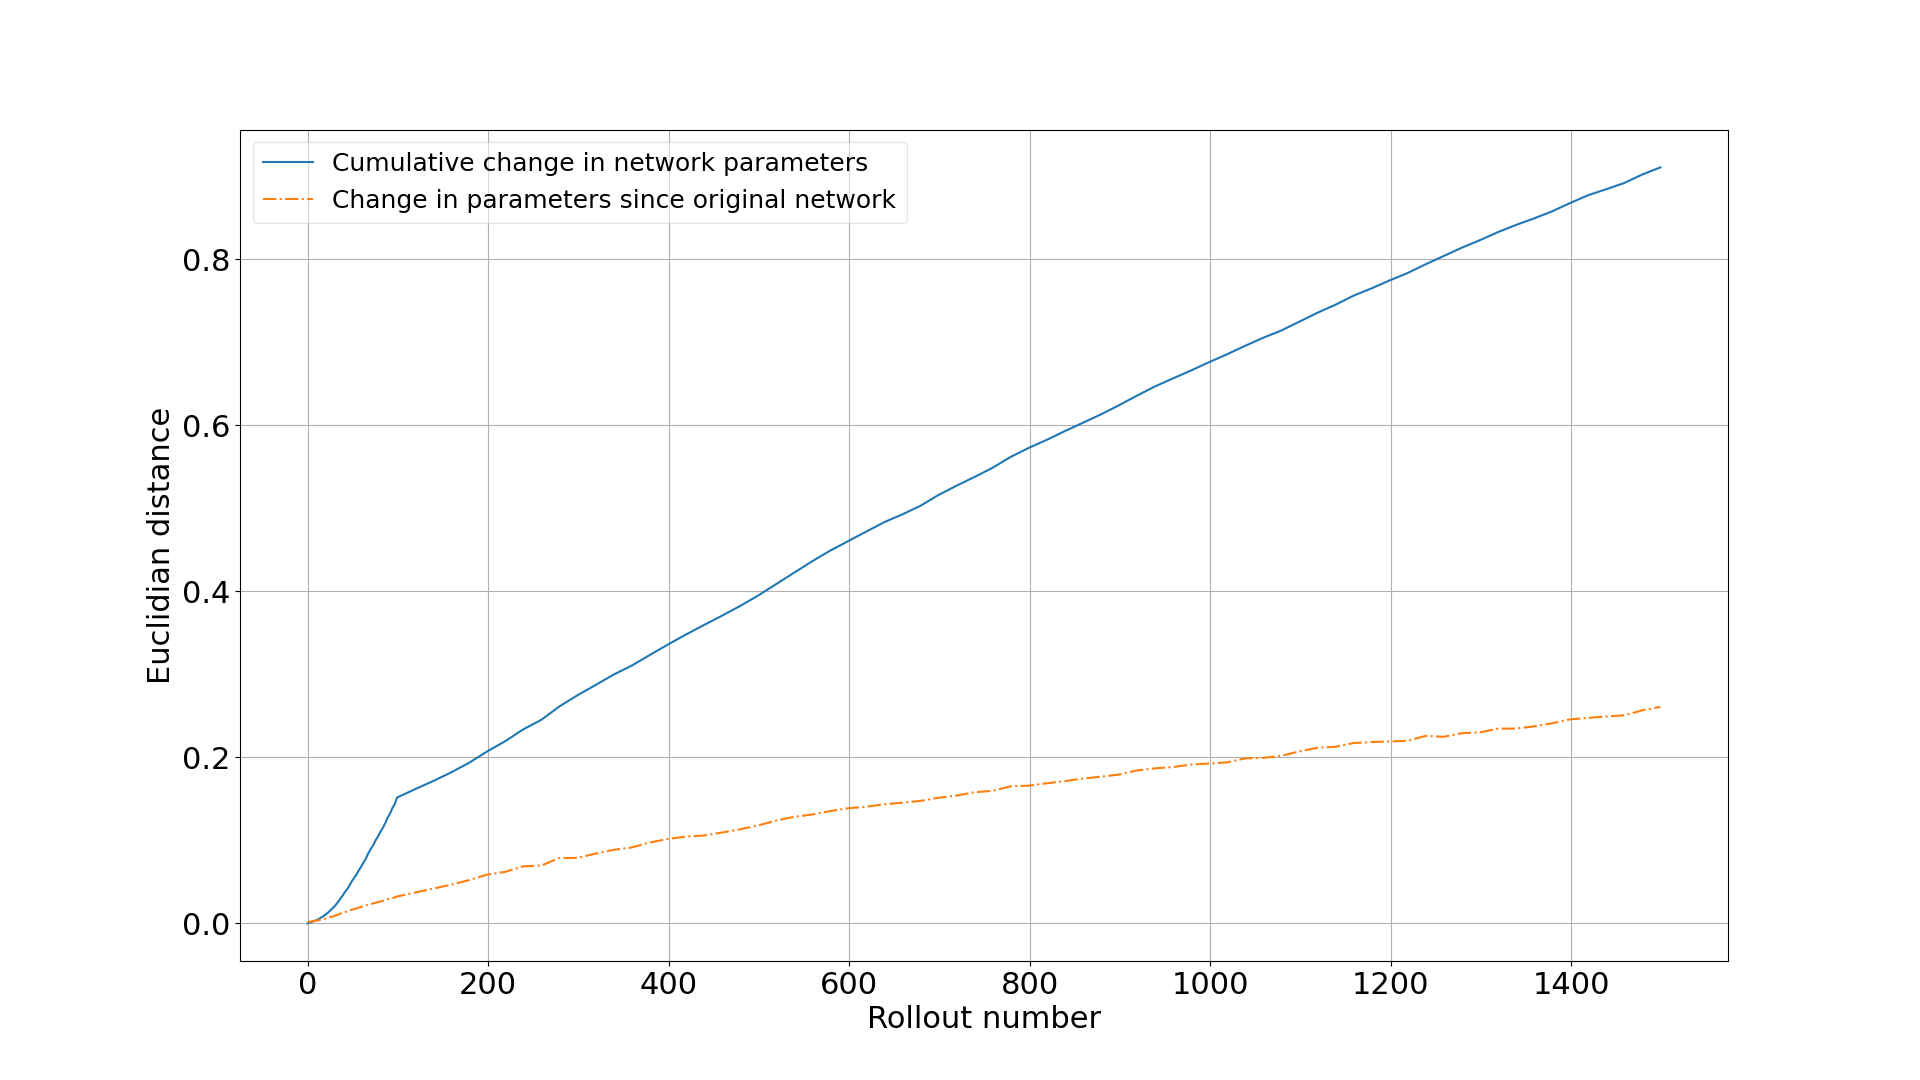 Cumulative change in network parameters
Change in parameters since original network
0.8
0.6
0.4
0.2
0.0
Euclidian distance
0 200 400 600 800 1000 1200 1400
Rollout number